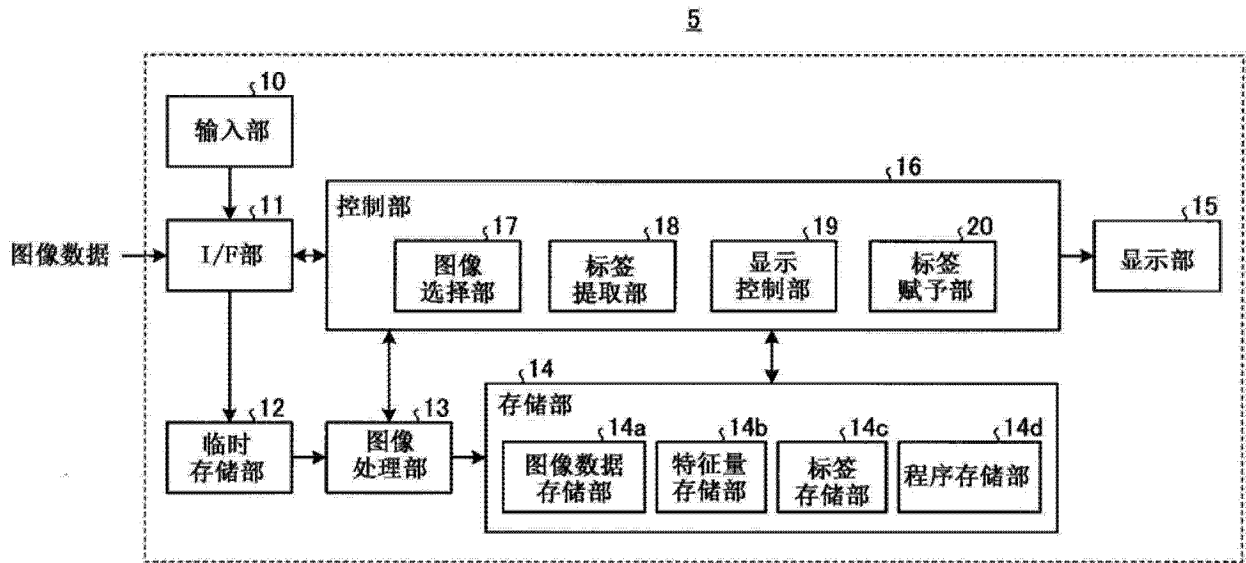 5
10
输入部
11
I/F部
图像数据
16
控制部
17
图像
选择部
18
标签
提取部
19
显示
控制部
20
标签
赋予部
15
显示部
12
临时
存储部
13
图像
处理部
14
存储部
14a
图像数据
存储部
14b
特征量
存储部
14c
标签
存储部
14d
程序存储部